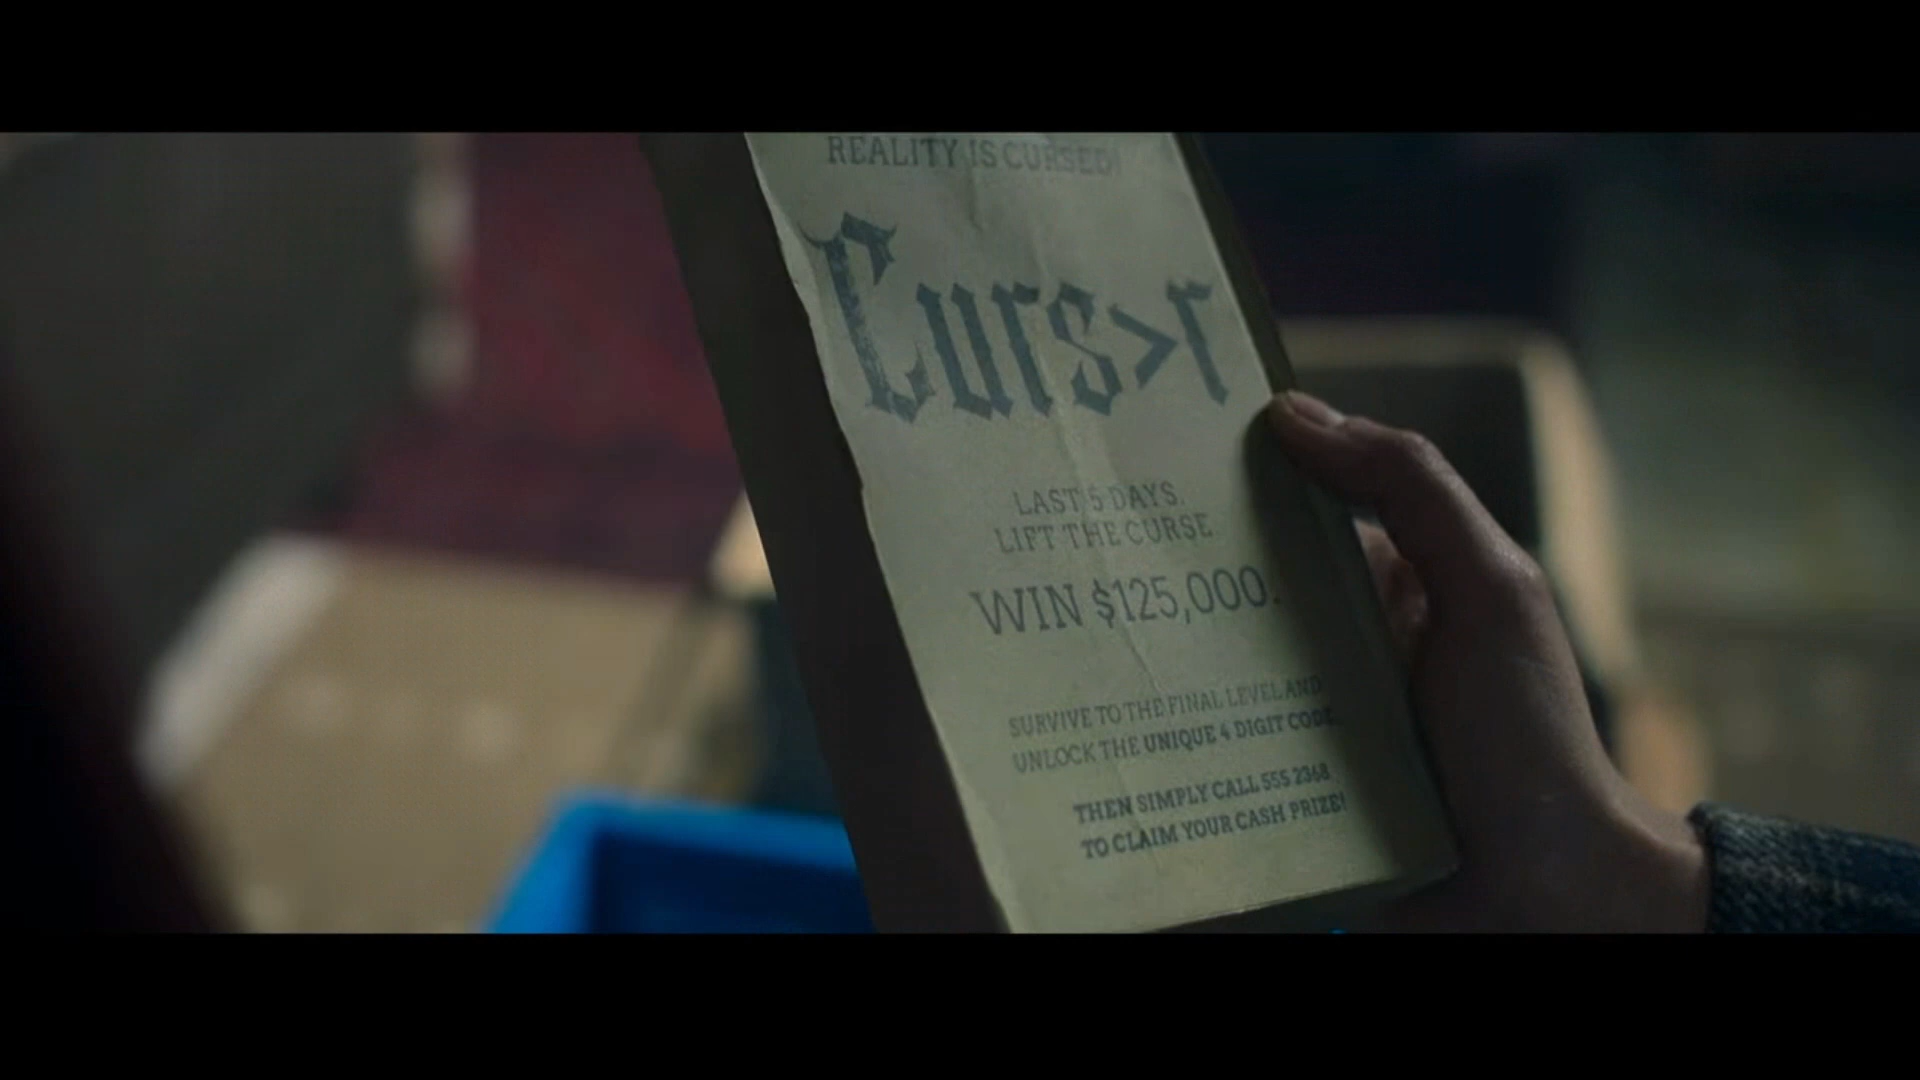 REALITY IS CURSED!
Curs>r
LAST 5 DAYS.
LIFT THE CURSE.
WIN $125,000.
SURVIVE TO THE FINAL LEVEL AND
UNLOCK THE UNIQUE 4 DIGIT CODE
THEN SIMPLY CALL 555 2368
TO CLAIM YOUR CASH PRIZE!